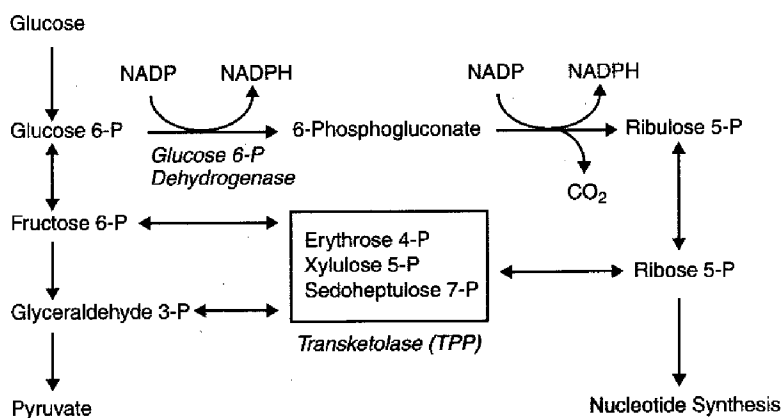 Glucose
NADP NADPH NADP NADPH
Glucose 6-P 6-Phosphogluconate Ribulose 5-P
Glucose 6-P
Dehydrogenase
CO2
Fructose 6-P
Erythrose 4-P
Xylulose 5-P
Sedoheptulose 7-P
Ribose 5-P
Glyceraldehyde 3-P
Transketolase (TPP)
Pyruvate
Nucleotide Synthesis